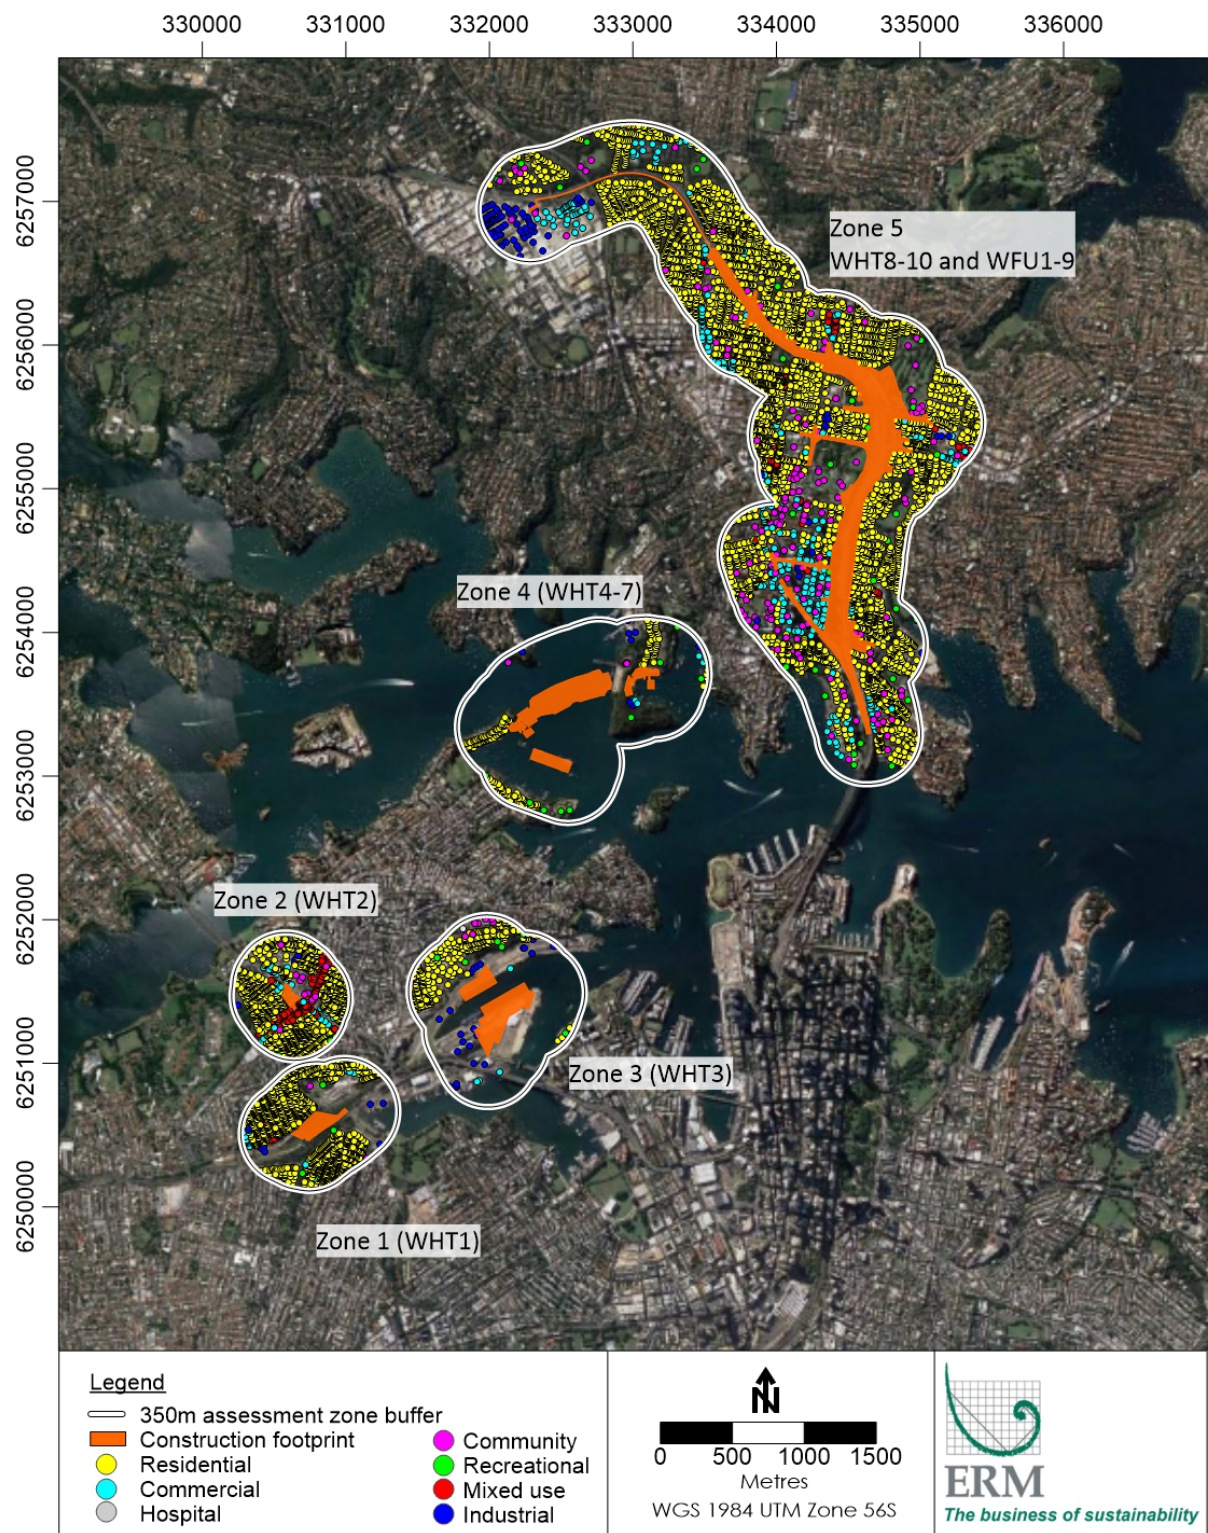 330000 331000 332000 333000 334000 335000 336000
6257000
6256000
6255000
6254000
6253000
6252000
6251000
6250000
Zone 5
WHT8-10 and WFU1-9
Zone 4 (WHT4-7)
Zone 2 (WHT2)
Zone 3 (WHT3)
Zone 1 (WHT1)
Legend
350m assessment zone buffer
Construction footprint
Residential
Commercial
Hospital
Community
Recreational
Mixed use
Industrial
N
0 500 1000 1500
Metres
WGS 1984 UTM Zone 56S
ERM
The business of sustainability